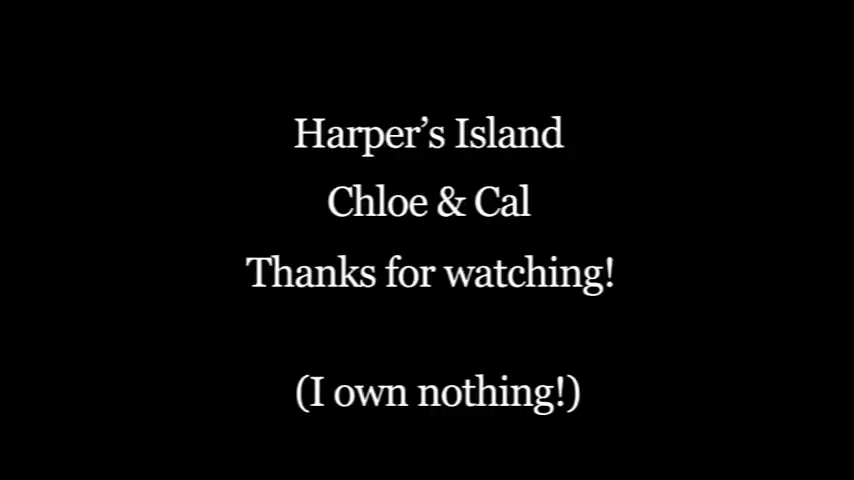 Harper’s Island
Chloe & Cal
Thanks for watching!
(I own nothing!)